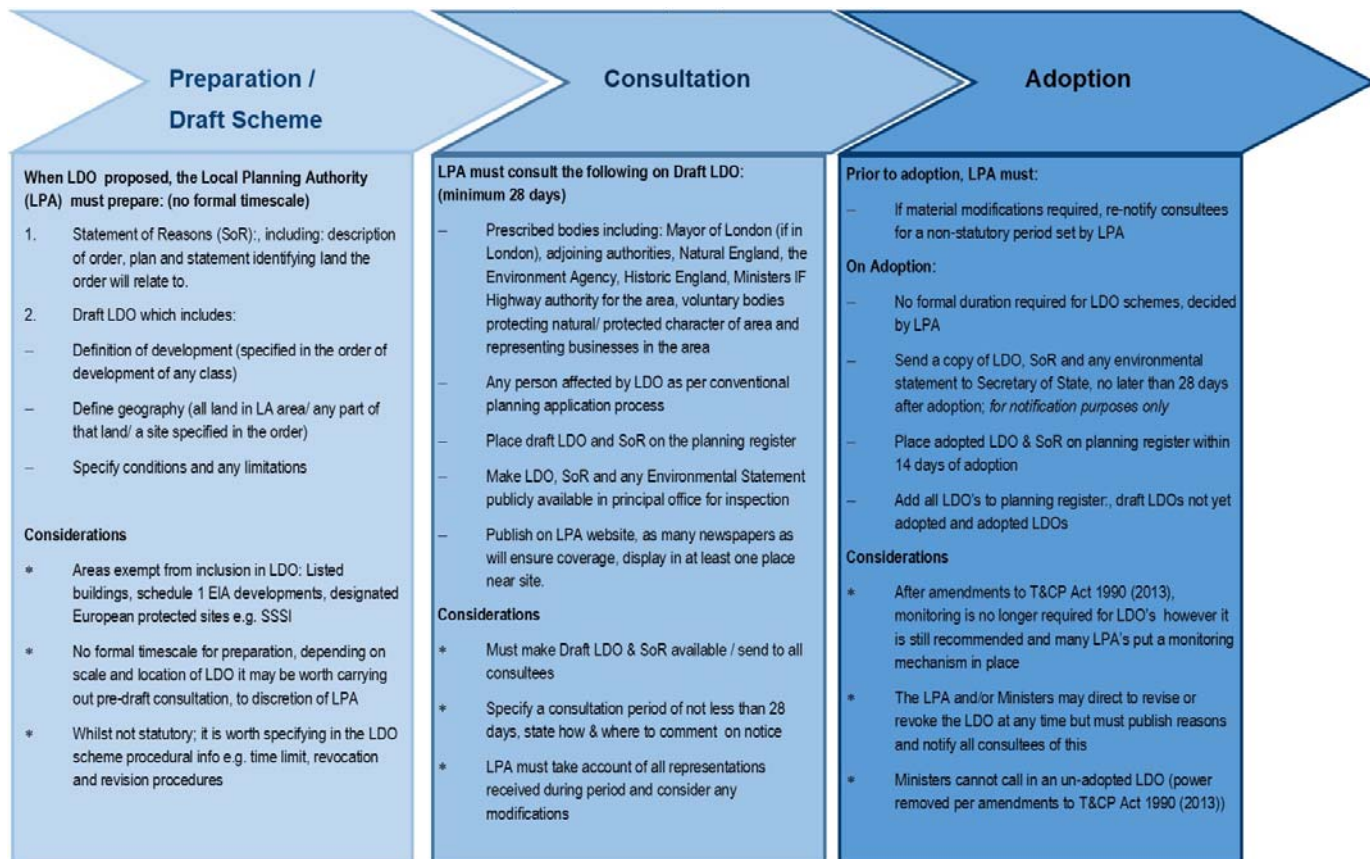 Preparation /
Draft Scheme
When LDO proposed, the Local Planning Authority
(LPA) must prepare: (no formal timescale)
1. Statement of Reasons (SoR):, including: description
of order, plan and statement identifying land the
order will relate to.
2. Draft LDO which includes:
– Definition of development (specified in the order of
development of any class)
– Define geography (all land in LA area/ any part of
that land/ a site specified in the order)
– Specify conditions and any limitations
Considerations
* Areas exempt from inclusion in LDO: Listed
buildings, schedule 1 EIA developments, designated
European protected sites e.g. SSSI
* No formal timescale for preparation, depending on
scale and location of LDO it may be worth carrying
out pre-draft consultation, to discretion of LPA
* Whilst not statutory; it is worth specifying in the LDO
scheme procedural info e.g. time limit, revocation
and revision procedures
Consultation
LPA must consult the following on Draft LDO:
(minimum 28 days)
– Prescribed bodies including: Mayor of London (if in
London), adjoining authorities, Natural England, the
Environment Agency, Historic England, Ministers IF
Highway authority for the area, voluntary bodies
protecting natural/ protected character of area and
representing businesses in the area
– Any person affected by LDO as per conventional
planning application process
– Place draft LDO and SoR on the planning register
– Make LDO, SoR and any Environmental Statement
publicly available in principal office for inspection
– Publish on LPA website, as many newspapers as
will ensure coverage, display in at least one place
near site.
Considerations
* Must make Draft LDO & SoR available / send to all
consultees
* Specify a consultation period of not less than 28
days, state how & where to comment on notice
* LPA must take account of all representations
received during period and consider any
modifications
Adoption
Prior to adoption, LPA must:
– If material modifications required, re-notify consultees
for a non-statutory period set by LPA
On Adoption:
– No formal duration required for LDO schemes, decided
by LPA
– Send a copy of LDO, SoR and any environmental
statement to Secretary of State, no later than 28 days
after adoption; for notification purposes only
– Place adopted LDO & SoR on planning register within
14 days of adoption
– Add all LDO's to planning register:, draft LDOs not yet
adopted and adopted LDOs
Considerations
* After amendments to T&CP Act 1990 (2013),
monitoring is no longer required for LDO's however it
is still recommended and many LPA's put a monitoring
mechanism in place
* The LPA and/or Ministers may direct to revise or
revoke the LDO at any time but must publish reasons
and notify all consultees of this
* Ministers cannot call in an un-adopted LDO (power
removed per amendments to T&CP Act 1990 (2013))